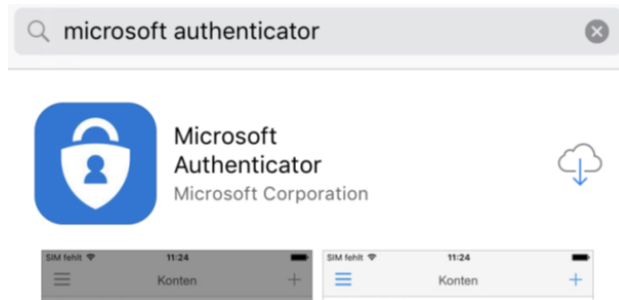 microsoft authenticator
Microsoft
Authenticator
Microsoft Corporation
SIM fehlt 11:24
Konten
SIM fehlt 11:24
Konten